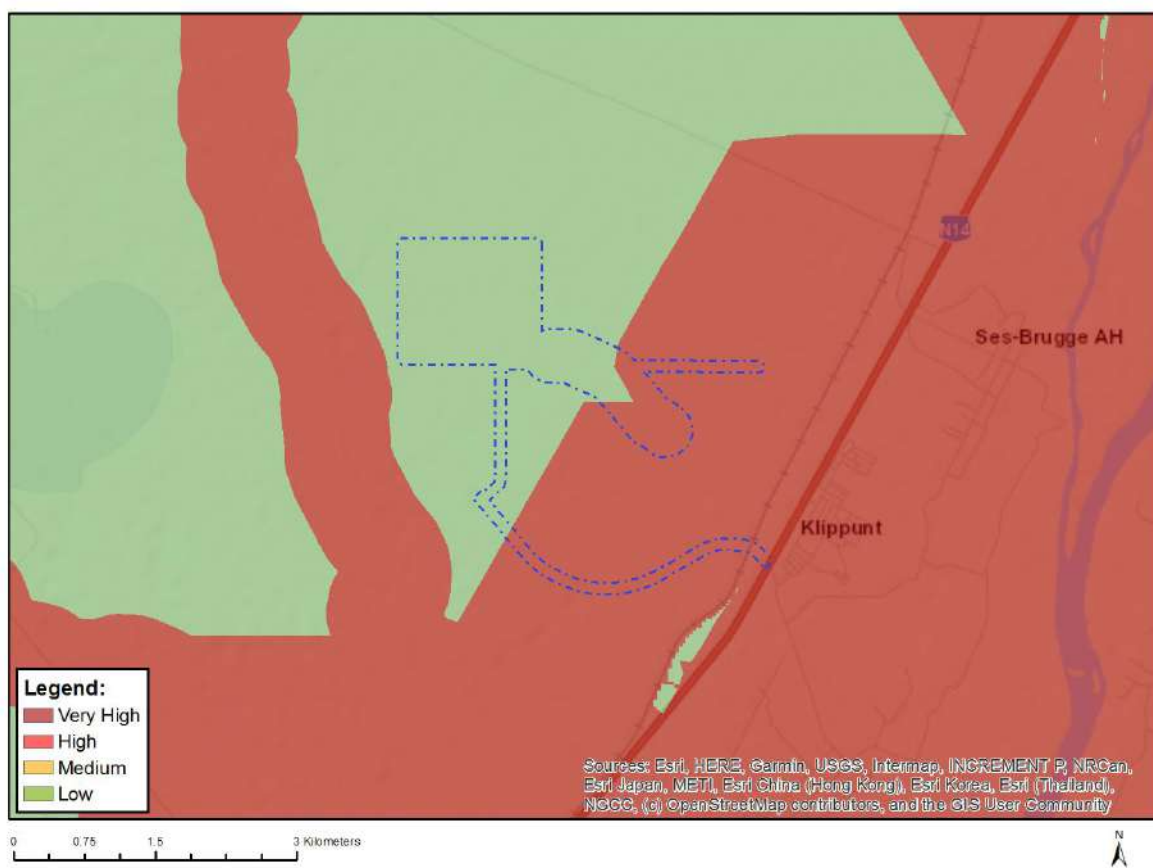 N14
Ses-Brugge AH
Klippunt
Legend:
Very High
High
Medium
Low
Sources: Esri, HERE, Garmin, USGS, Intermap, INCREMENT P, NRCan,
Esri Japan, METI, Esri China (Hong Kong), Esri Korea, Esri (Thailand),
NGCC, (c) OpenStreetMap contributors, and the GIS User Community
0 0.75 1.5 3 Kilometers
N